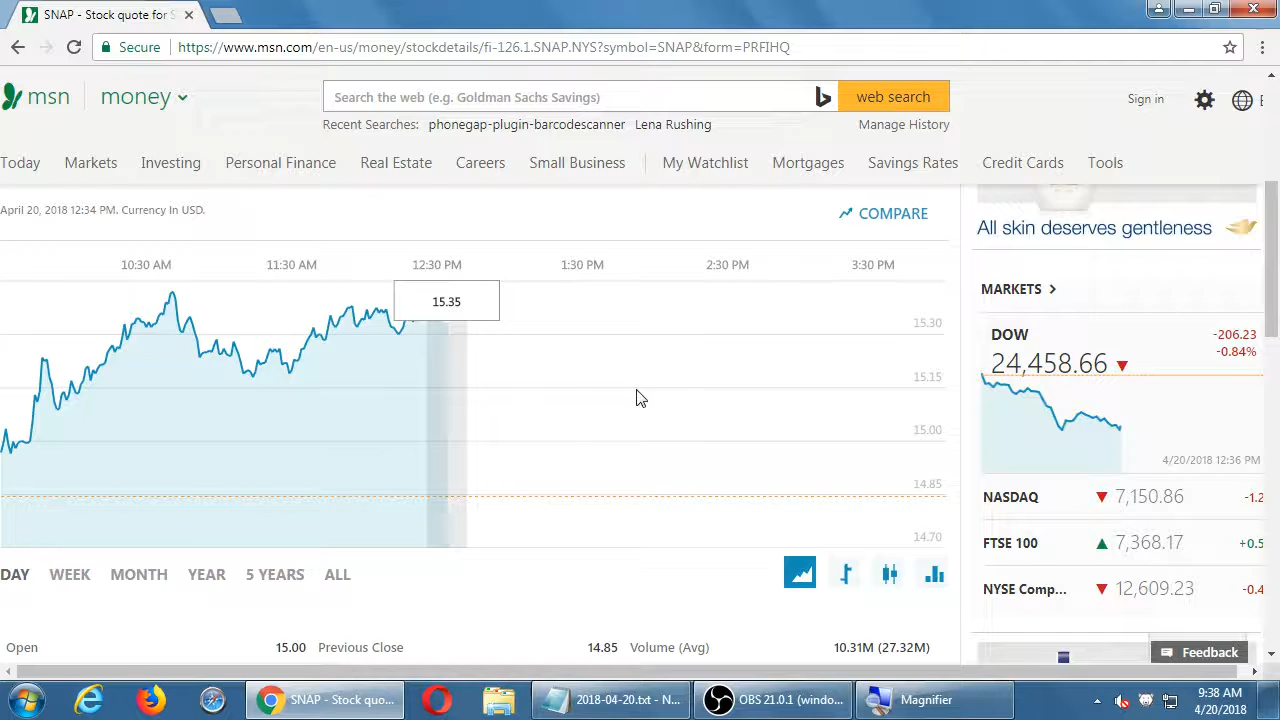 SNAP - Stock quote for S
Secure https://www.msn.com/en-us/money/stockdetails/fi-126.1.SNAP.NYS?symbol=SNAP&form=PRFIHQ
msn money
Search the web (e.g. Goldman Sachs Savings)
web search
Sign in
Recent Searches: phonegap-plugin-barcodescanner Lena Rushing Manage History
Today Markets Investing Personal Finance Real Estate Careers Small Business My Watchlist Mortgages Savings Rates Credit Cards Tools
April 20, 2018 12:34 PM. Currency In USD.
COMPARE
All skin deserves gentleness
10:30 AM 11:30 AM 12:30 PM 1:30 PM 2:30 PM 3:30 PM
15.35
15.30
15.15
15.00
14.85
14.70
MARKETS
DOW -206.23
24,458.66 -0.84%
4/20/2018 12:36 PM
NASDAQ 7,150.86 -1.2
FTSE 100 7,368.17 +0.5
NYSE Comp... 12,609.23 -0.4
DAY WEEK MONTH YEAR 5 YEARS ALL
Open 15.00 Previous Close 14.85 Volume (Avg) 10.31M (27.32M)
Feedback
SNAP - Stock quo...
2018-04-20.txt - N...
OBS 21.0.1 (windo...
Magnifier
9:38 AM
4/20/2018